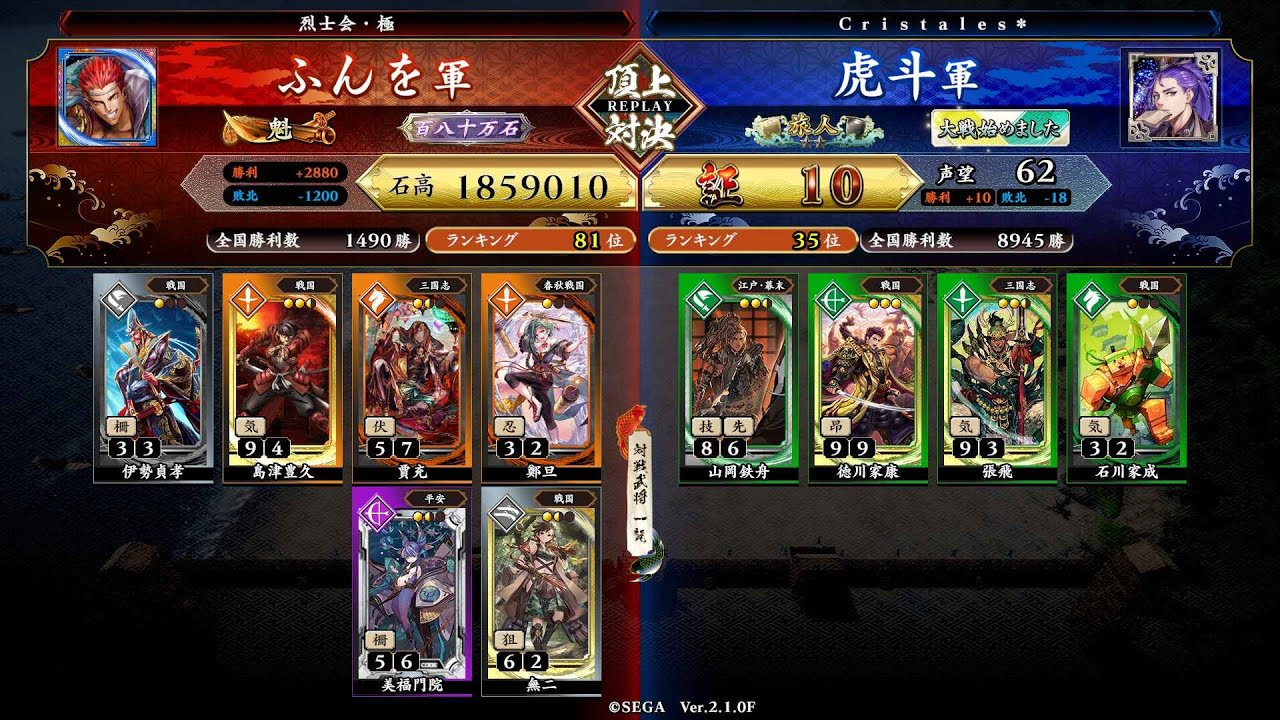 烈士会・極
Cristales*
ふんを軍
頂上
REPLAY
対決
虎斗軍
魁
百八十万石
旅人
大戦始めました
勝利 +2880
敗北 -1200
石高 1859010
証 10
声望 62
勝利 +10 敗北 -18
全国勝利数 1490勝
ランキング 81位
ランキング 35位
全国勝利数 8945勝
戦国
柵
3 3
伊勢貞孝
戦国
気
9 4
島津豊久
三国志
伏
5 7
賈充
春秋戦国
忍
3 2
鄭旦
江戸・幕末
技 先
8 6
山岡鉄舟
戦国
昂
9 9
徳川家康
三国志
気
9 3
張飛
戦国
気
3 2
石川家成
対戦武将一覧
平安
柵
5 6
美福門院
戦国
狙
6 2
無二
©SEGA Ver.2.1.0F